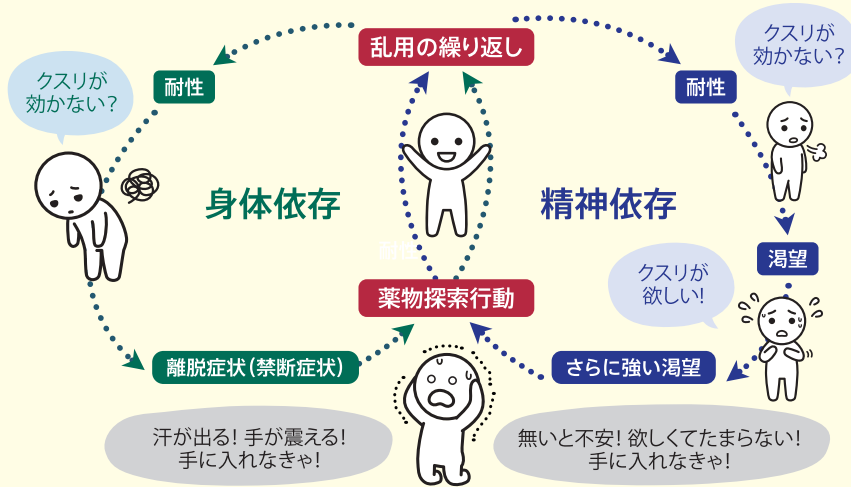 乱用の繰り返し
クスリが
効かない？
耐性
身体依存
離脱症状（禁断症状）
汗が出る！手が震える！
手に入れなきゃ！
クスリが
効かない？
耐性
精神依存
渇望
クスリが
欲しい！
さらに強い渇望
無いと不安！欲しくてたまらない！
手に入れなきゃ！
耐性
薬物探索行動